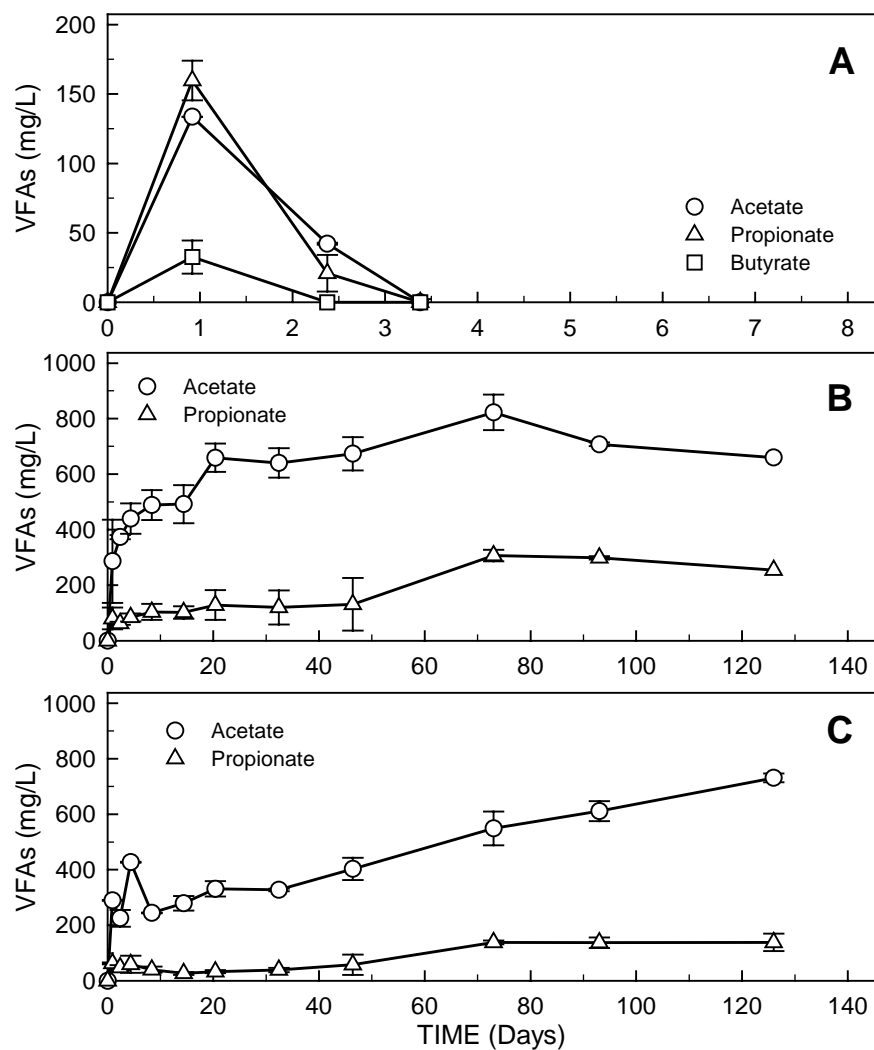 200
150
100
50
0
VFAs (mg/L)
A
Acetate
Propionate
Butyrate
0 1 2 3 4 5 6 7 8
1000
800
600
400
200
0
VFAs (mg/L)
B
Acetate
Propionate
0 20 40 60 80 100 120 140
1000
800
600
400
200
0
VFAs (mg/L)
C
Acetate
Propionate
0 20 40 60 80 100 120 140
TIME (Days)